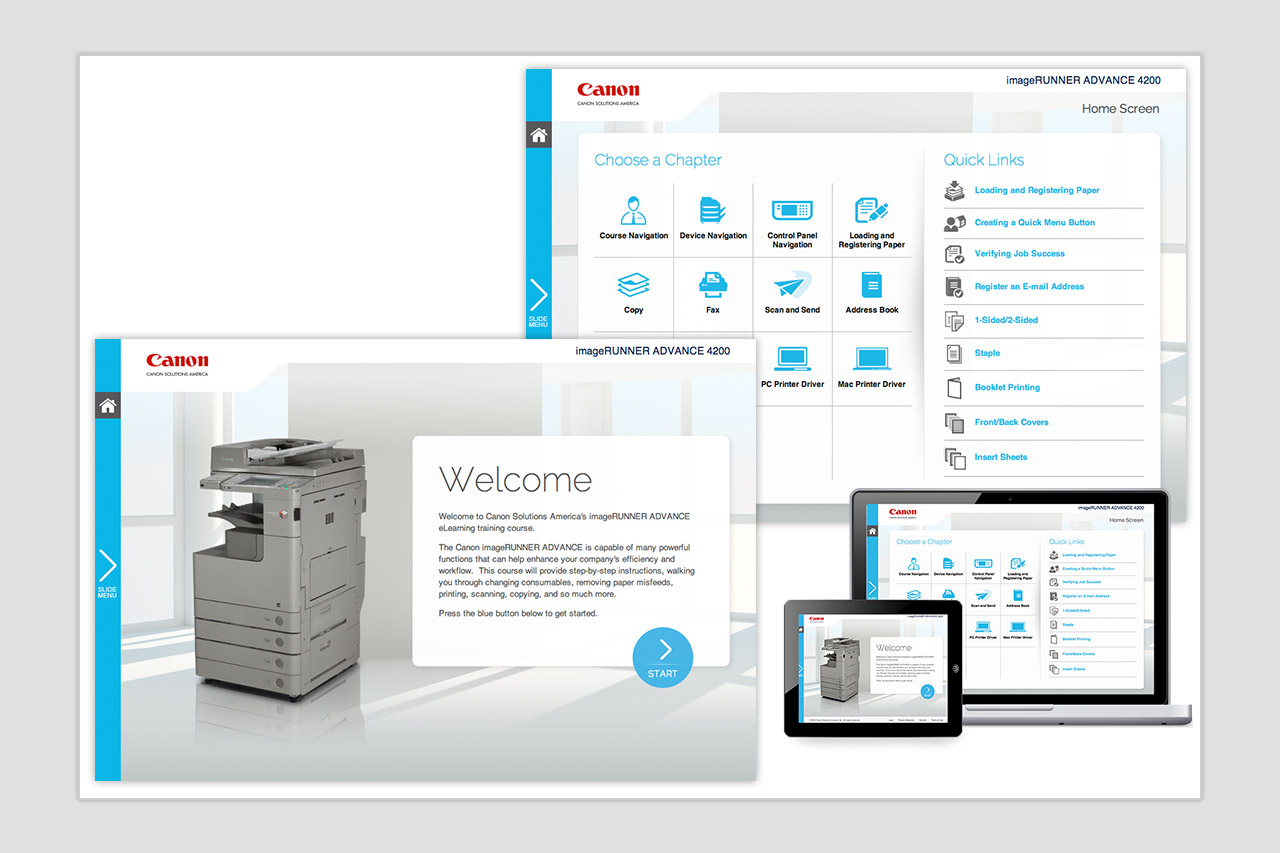 Canon
CANON SOLUTIONS AMERICA
imageRUNNER ADVANCE 4200
Home Screen
SLIDE
MENU
Choose a Chapter
Course Navigation
Device Navigation
Control Panel
Navigation
Loading and
Registering Paper
Copy
Fax
Scan and Send
Address Book
PC Printer Driver
Mac Printer Driver
Quick Links
Loading and Registering Paper
Creating a Quick Menu Button
Verifying Job Success
Register an E-mail Address
1-Sided/2-Sided
Staple
Booklet Printing
Front/Back Covers
Insert Sheets
Canon
CANON SOLUTIONS AMERICA
imageRUNNER ADVANCE 4200
SLIDE
MENU
Welcome
Welcome to Canon Solutions America's imageRUNNER ADVANCE
eLearning training course.
The Canon imageRUNNER ADVANCE is capable of many powerful
functions that can help enhance your company's efficiency and
workflow. This course will provide step-by-step instructions, walking
you through changing consumables, removing paper misfeeds,
printing, scanning, copying, and so much more.
Press the blue button below to get started.
START
Canon
imageRUNNER ADVANCE 4200
Home Screen
Choose a Chapter
Course Navigation
Device Navigation
Control Panel
Navigation
Loading and
Registering Paper
Scan and Send
Address Book
PC Printer Driver
Mac Printer Driver
Quick Links
Loading and Registering Paper
Creating a Quick Menu Button
Verifying Job Success
Register an E-mail Address
1-Sided/2-Sided
Staple
Booklet Printing
Front/Back Covers
Insert Sheets
Canon
Welcome